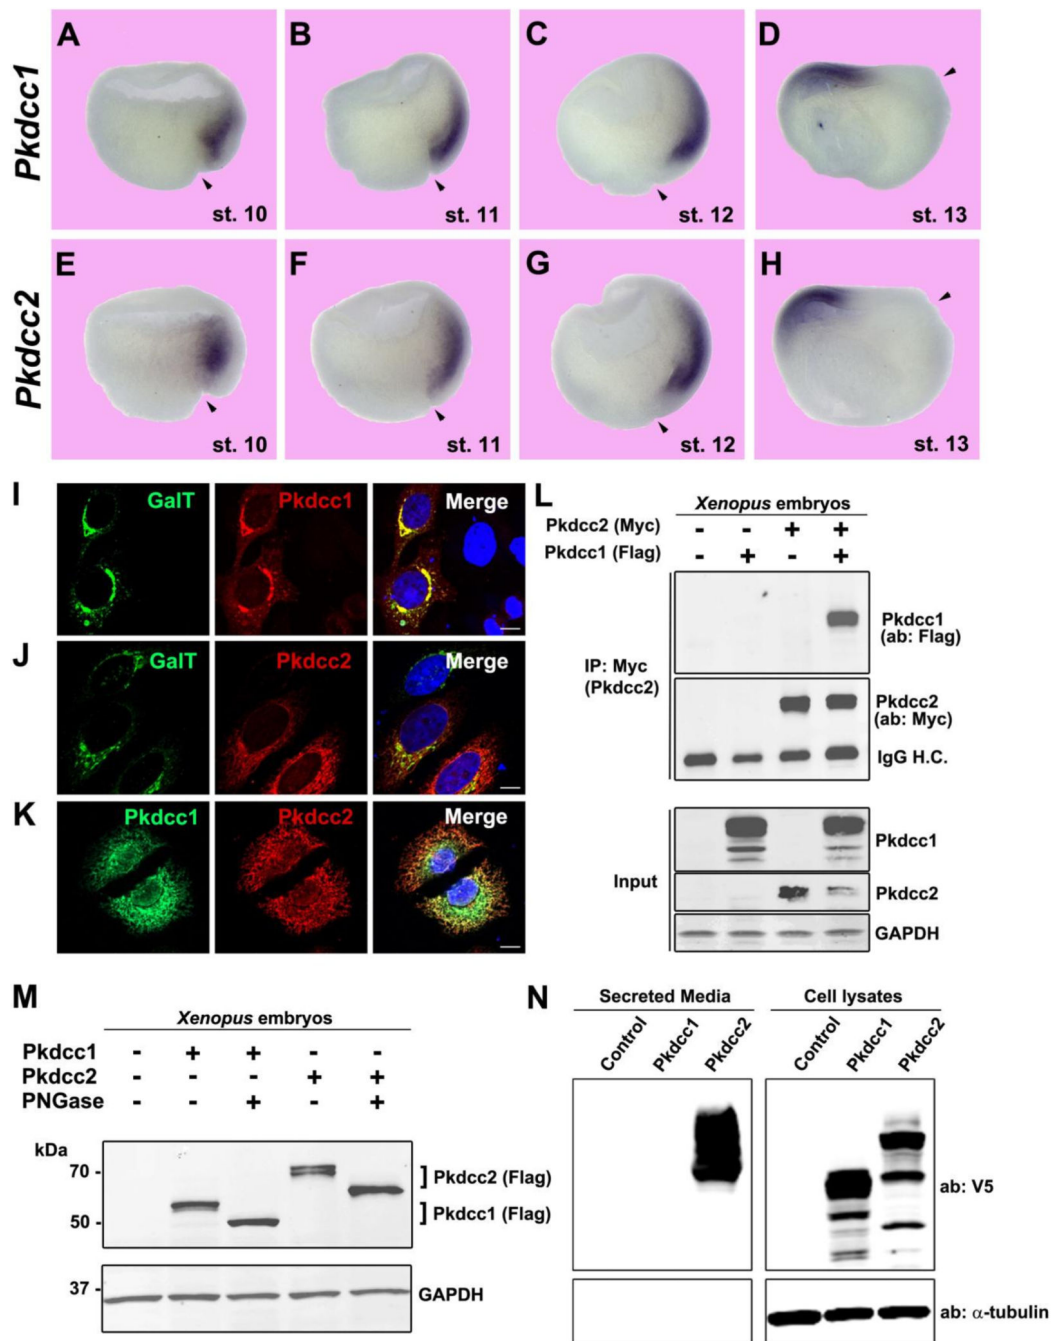 Pkdcc1
A
B
C
D
st. 10
st. 11
st. 12
st. 13
Pkdcc2
E
F
G
H
st. 10
st. 11
st. 12
st. 13
I
GalT
Pkdcc1
Merge
J
GalT
Pkdcc2
Merge
K
Pkdcc1
Pkdcc2
Merge
L
Xenopus embryos
Pkdcc2 (Myc) - - + +
Pkdcc1 (Flag) - + - +
IP: Myc
(Pkdcc2)
Pkdcc1
(ab: Flag)
Pkdcc2
(ab: Myc)
IgG H.C.
Input
Pkdcc1
Pkdcc2
GAPDH
M
Xenopus embryos
Pkdcc1 - + + - -
Pkdcc2 - - - + +
PNGase - - + - +
kDa
70 -
50 -
37 -
Pkdcc2 (Flag)
Pkdcc1 (Flag)
GAPDH
N
Secreted Media
Control
Pkdcc1
Pkdcc2
Cell lysates
Control
Pkdcc1
Pkdcc2
ab: V5
ab: α-tubulin